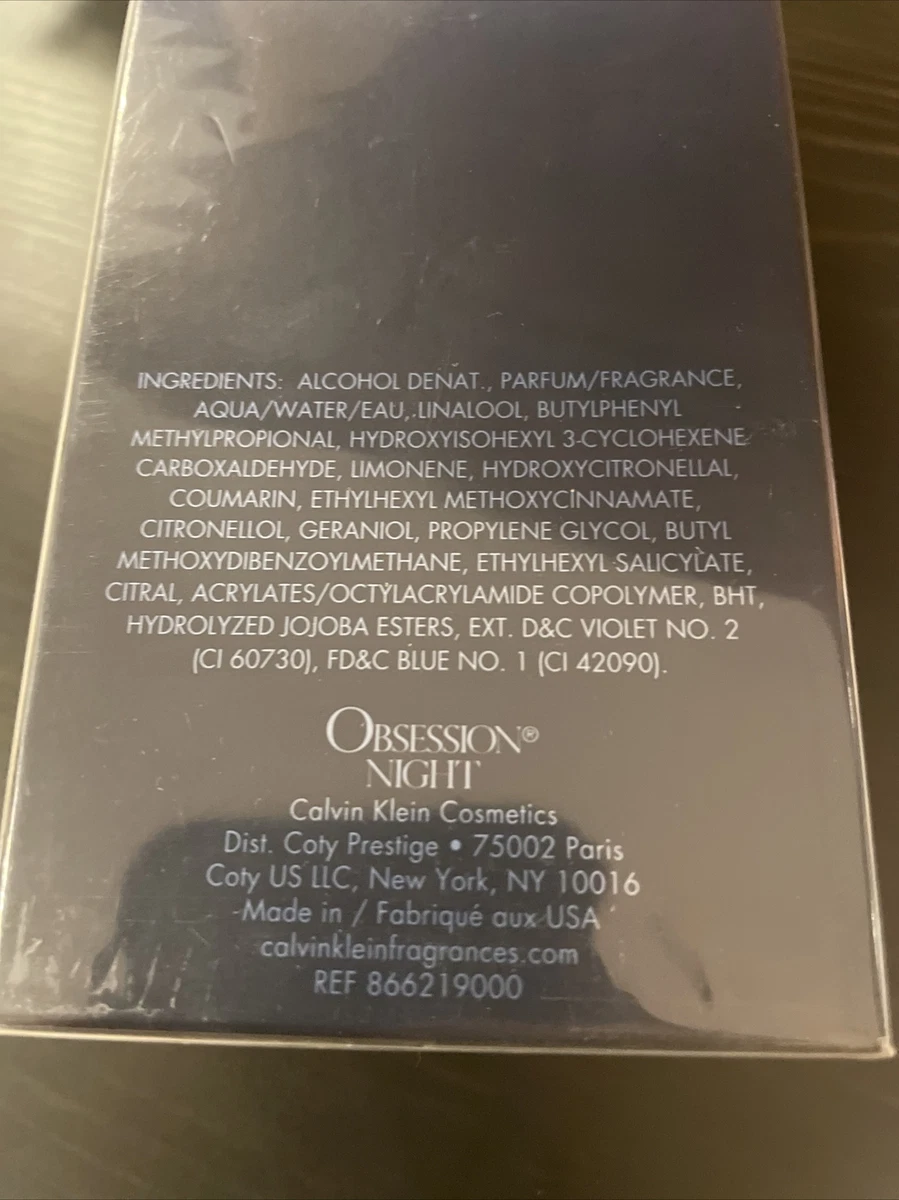 INGREDIENTS: ALCOHOL DENAT., PARFUM/FRAGRANCE,
AQUA/WATER/EAU, LINALOOL, BUTYLPHENYL
METHYLPROPIONAL, HYDROXYISOHEXYL 3-CYCLOHEXENE
CARBOXALDEHYDE, LIMONENE, HYDROXYCITRONELLAL,
COUMARIN, ETHYLHEXYL METHOXYCINNAMATE,
CITRONELLOL, GERANIOL, PROPYLENE GLYCOL, BUTYL
METHOXYDIBENZOYLMETHANE, ETHYLHEXYL SALICYLATE,
CITRAL, ACRYLATES/OCTYLACRYLAMIDE COPOLYMER, BHT,
HYDROLYZED JOJOBA ESTERS, EXT. D&C VIOLET NO. 2
(CI 60730), FD&C BLUE NO. 1 (CI 42090).
OBSESSION®
NIGHT
Calvin Klein Cosmetics
Dist. Coty Prestige • 75002 Paris
Coty US LLC, New York, NY 10016
Made in / Fabriqué aux USA
calvinkleinfragrances.com
REF 866219000